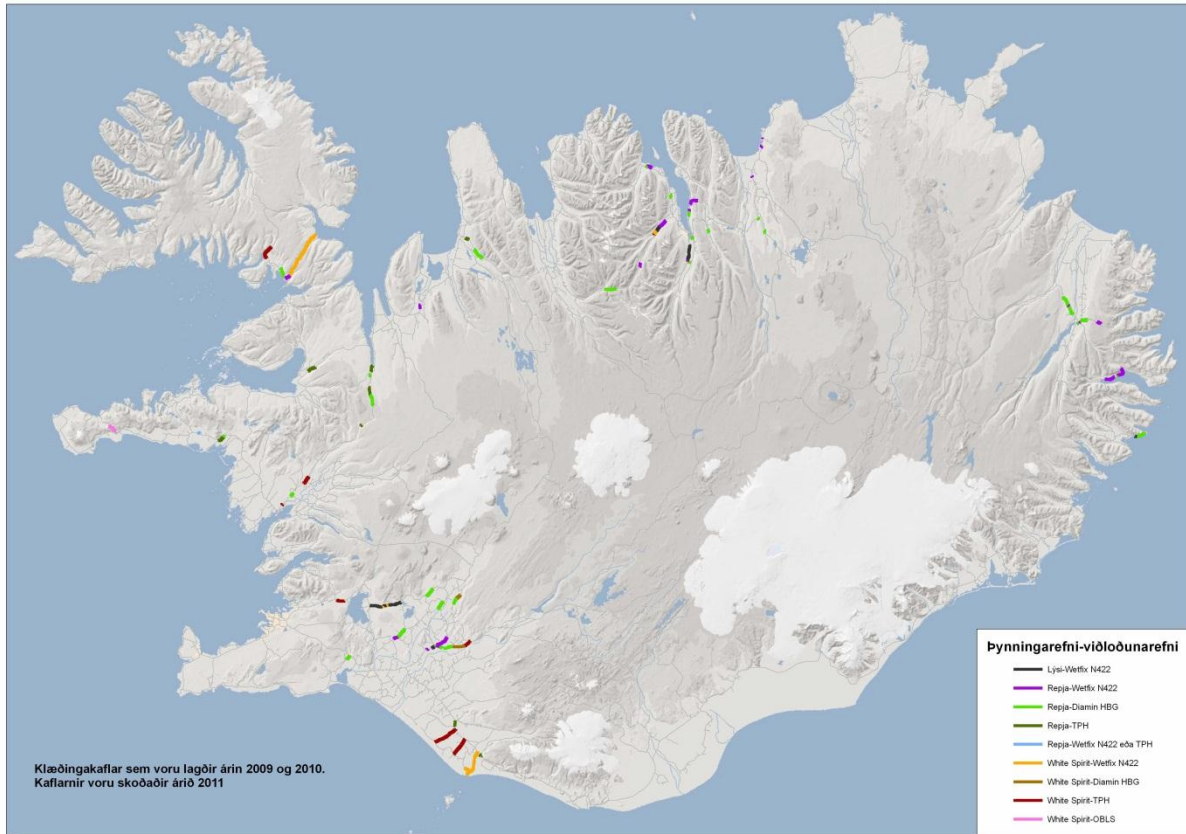 Þynningarefni-viðloðunarefni
Lýsi-Wetfix N422
Repja-Wetfix N422
Repja-Diamin HBG
Repja-TPH
Repja-Wetfix N422 eða TPH
White Spirit-Wetfix N422
White Spirit-Diamin HBG
White Spirit-TPH
White Spirit-OBLS
Klæðingakaflar sem voru lagðir árin 2009 og 2010.
Kaflarnir voru skoðaðir árið 2011